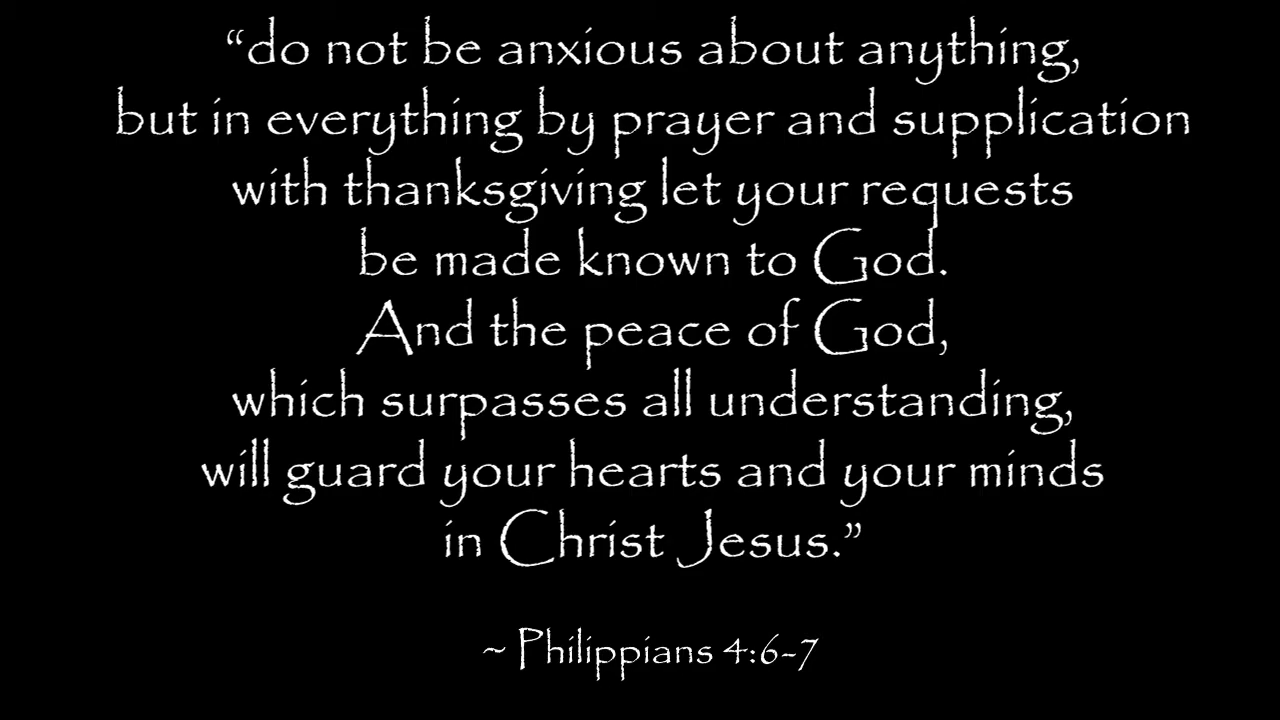 “do not be anxious about anything,
but in everything by prayer and supplication
with thanksgiving let your requests
be made known to God.
And the peace of God,
which surpasses all understanding,
will guard your hearts and your minds
in Christ Jesus.”
~ Philippians 4:6-7